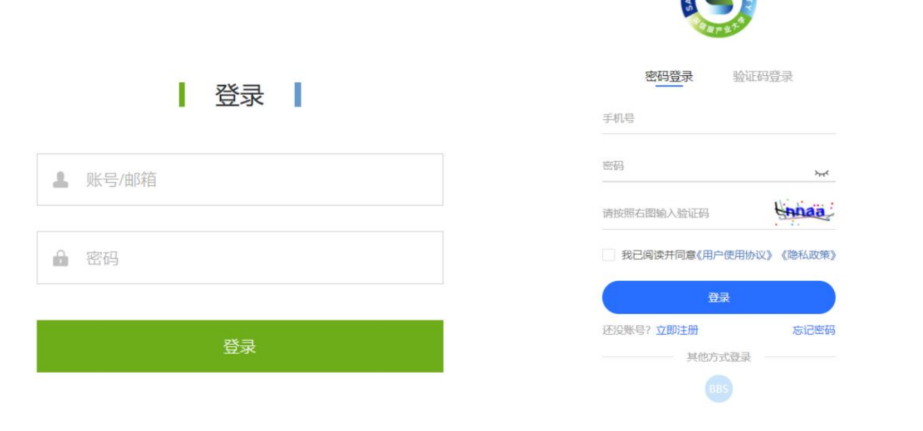 登录
账号/邮箱
密码
登录
密码登录 验证码登录
手机号
密码
请按照右图输入验证码
hnnaa
我已阅读并同意《用户使用协议》《隐私政策》
登录
还没账号？立即注册 忘记密码
其他方式登录
BBS